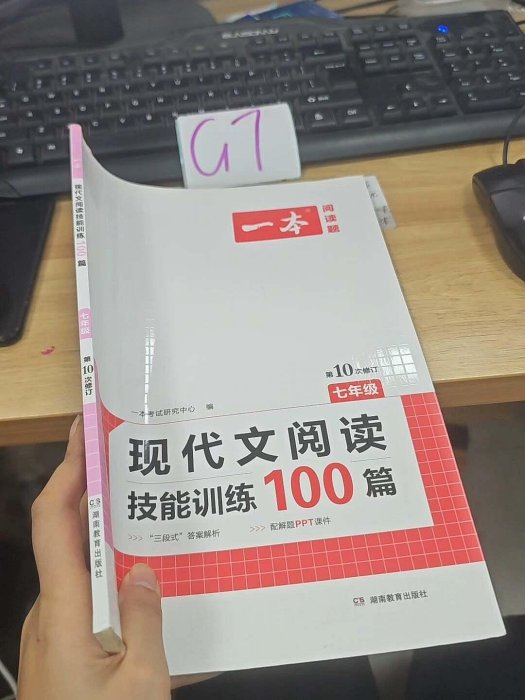 G7
一本
阅读题
第10次修订
七年级
一本考试研究中心 编
现代文阅读
技能训练100篇
>>> “三段式”答案解析 >>> 配解题PPT课件
湖南教育出版社
现代文阅读技能训练100篇
七年级
第10次修订
湖南教育出版社